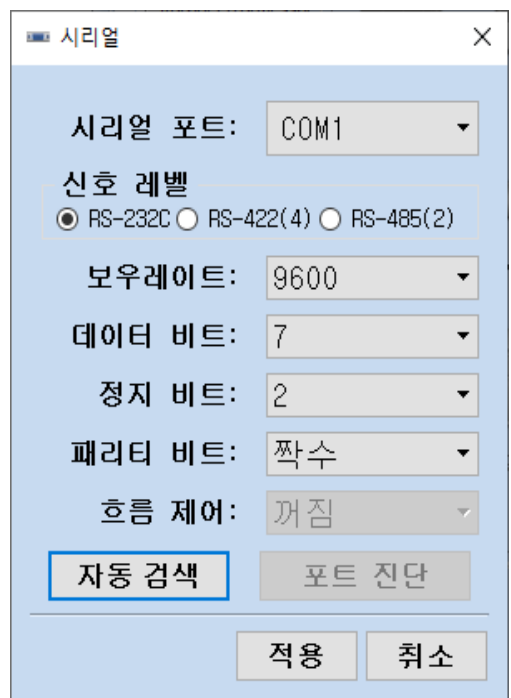 시리얼
시리얼 포트: COM1
신호 레벨
RS-232C RS-422(4) RS-485(2)
보우레이트: 9600
데이터 비트: 7
정지 비트: 2
패리티 비트: 짝수
흐름 제어: 꺼짐
자동 검색 포트 진단
적용 취소